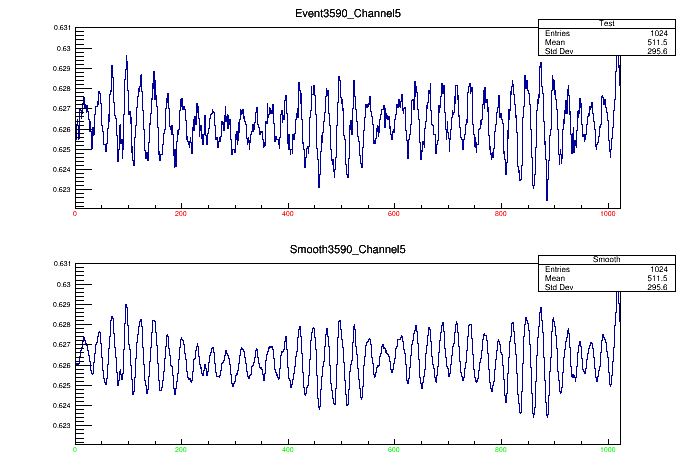 Event3590_Channel5
Test
Entries 1024
Mean 511.5
Std Dev 295.6
0.631
0.63
0.629
0.628
0.627
0.626
0.625
0.624
0.623
0 200 400 600 800 1000
Smooth3590_Channel5
Smooth
Entries 1024
Mean 511.5
Std Dev 295.6
0.631
0.63
0.629
0.628
0.627
0.626
0.625
0.624
0.623
0 200 400 600 800 1000